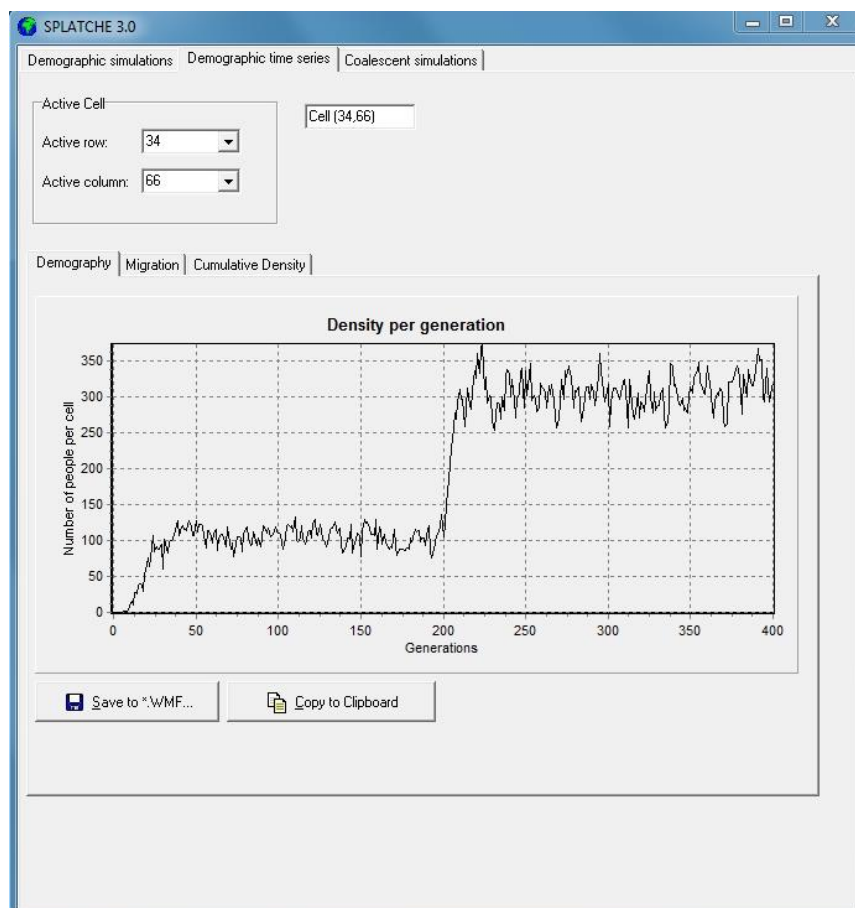 SPLATCHE 3.0
Demographic simulations Demographic time series Coalescent simulations
Active Cell
Cell (34,66)
Active row: 34
Active column: 66
Demography Migration Cumulative Density
Density per generation
Number of people per cell
350
300
250
200
150
100
50
0
0 50 100 150 200 250 300 350 400
Generations
Save to *.WMF... Copy to Clipboard